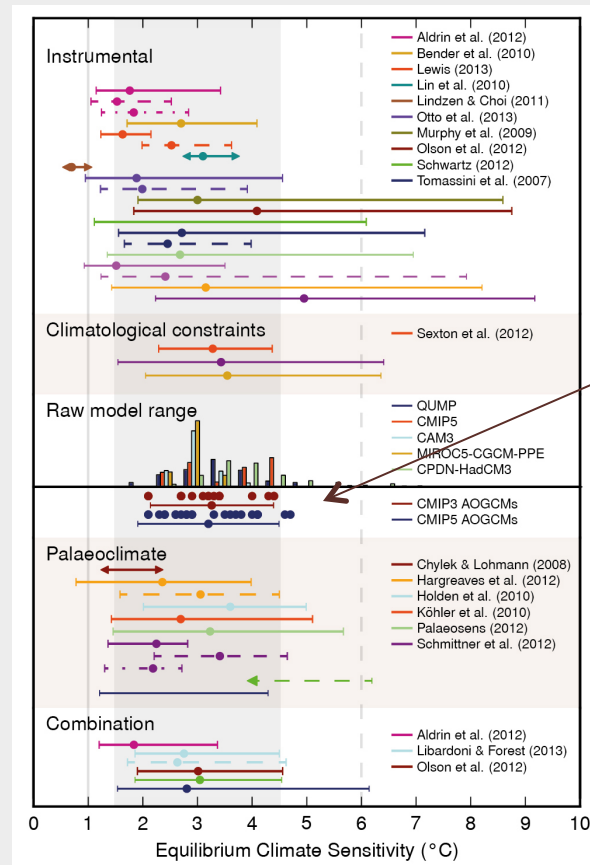 Instrumental
Aldrin et al. (2012)
Bender et al. (2010)
Lewis (2013)
Lin et al. (2010)
Lindzen & Choi (2011)
Otto et al. (2013)
Murphy et al. (2009)
Olson et al. (2012)
Schwartz (2012)
Tomassini et al. (2007)
Climatological constraints
Sexton et al. (2012)
Raw model range
QUMP
CMIP5
CAM3
MIROC5-CGCM-PPE
CPDN-HadCM3
CMIP3 AOGCMs
CMIP5 AOGCMs
Palaeoclimate
Chylek & Lohmann (2008)
Hargreaves et al. (2012)
Holden et al. (2010)
Köhler et al. (2010)
Palaeosens (2012)
Schmittner et al. (2012)
Combination
Aldrin et al. (2012)
Libardoni & Forest (2013)
Olson et al. (2012)
0 1 2 3 4 5 6 7 8 9 10
Equilibrium Climate Sensitivity (°C)